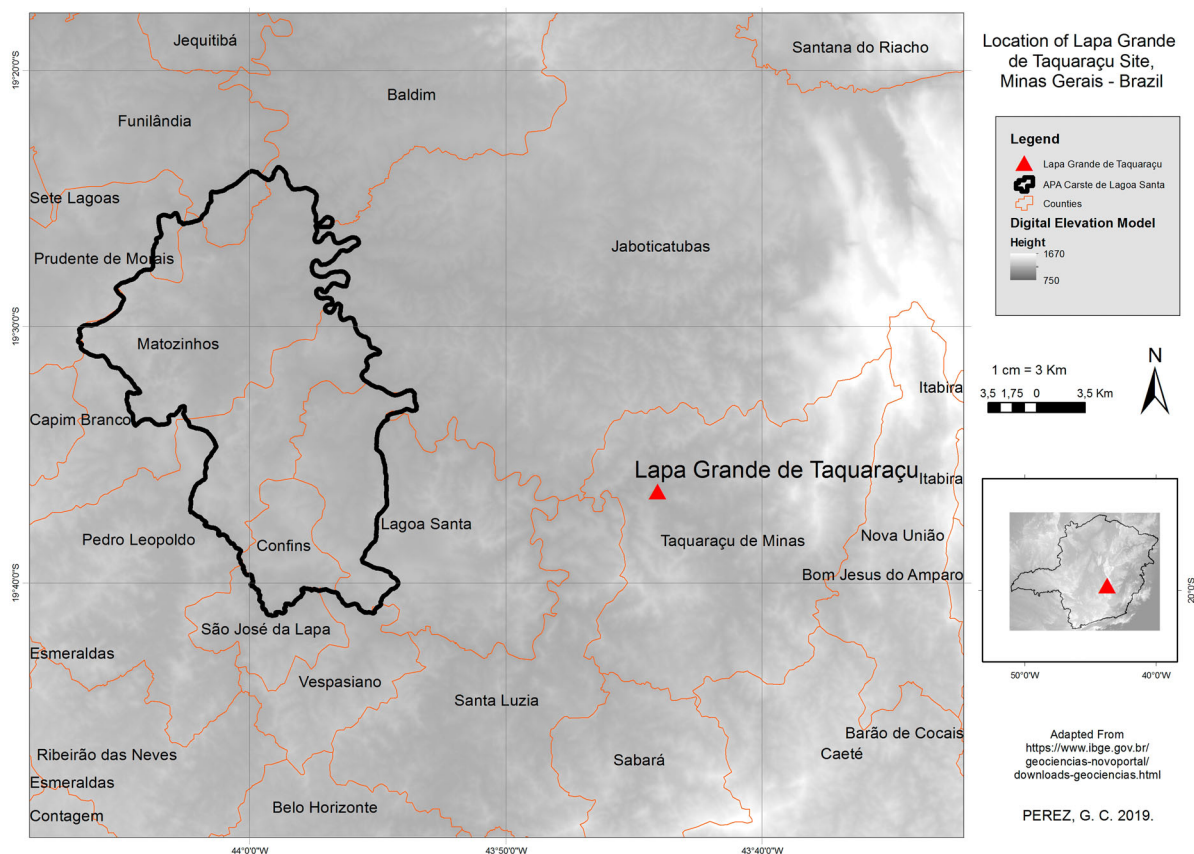 Jequitibá
Santana do Riacho
Baldim
Funilândia
Sete Lagoas
Jaboticatubas
Prudente de Morais
Matozinhos
Itabira
Capim Branco
Lapa Grande de Taquaraçu
Itabira
Lagoa Santa
Pedro Leopoldo
Confins
Taquaraçu de Minas
Nova União
Bom Jesus do Amparo
São José da Lapa
Esmeraldas
Vespasiano
Santa Luzia
Barão de Cocais
Ribeirão das Neves
Sabará
Caeté
Esmeraldas
Belo Horizonte
Contagem
19°20'0"S
19°30'0"S
19°40'0"S
44°0'0"W
43°50'0"W
43°40'0"W
Location of Lapa Grande
de Taquaraçu Site,
Minas Gerais - Brazil
Legend
Lapa Grande de Taquaraçu
APA Carste de Lagoa Santa
Counties
Digital Elevation Model
Height
1670
750
1 cm = 3 Km
3,5 1,75 0 3,5 Km
N
20°0'S
50°0'W
40°0'W
Adapted From
https://www.ibge.gov.br/
geociencias-novoportal/
downloads-geociencias.html
PEREZ, G. C. 2019.